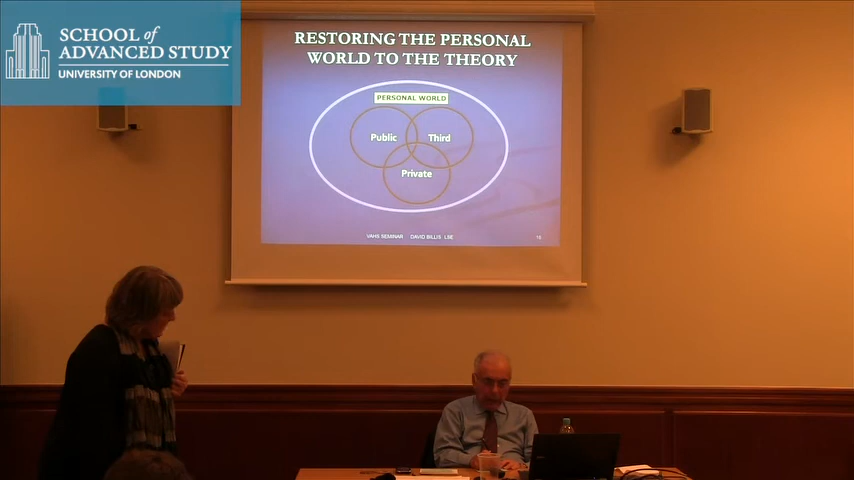 SCHOOL of
ADVANCED STUDY
UNIVERSITY OF LONDON
RESTORING THE PERSONAL
WORLD TO THE THEORY
PERSONAL WORLD
Public
Third
Private
VAHS SEMINAR DAVID BILLIS LSE